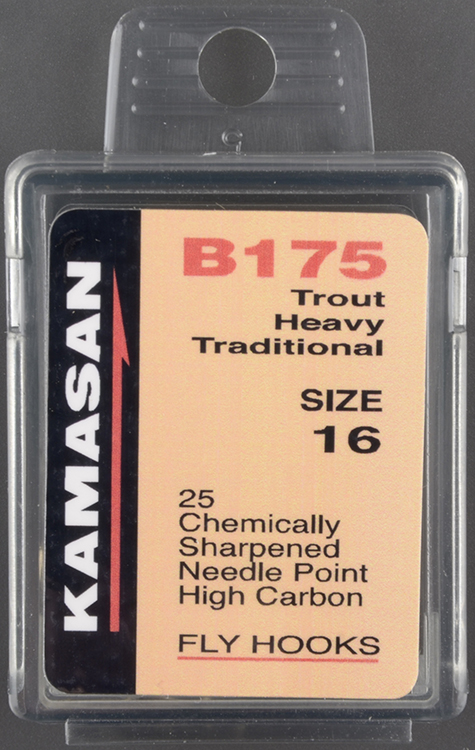 KAMASAN
B175
Trout
Heavy
Traditional
SIZE
16
25
Chemically
Sharpened
Needle Point
High Carbon
FLY HOOKS